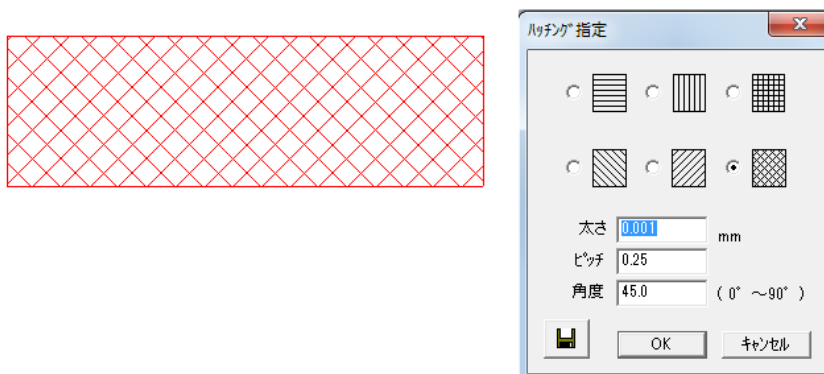 ﾊｯﾁﾝｸﾞ指定
太さ 0.001 mm
ﾋﾟｯﾁ 0.25
角度 45.0 ( 0° ～90° )
OK ｷｬﾝｾﾙ